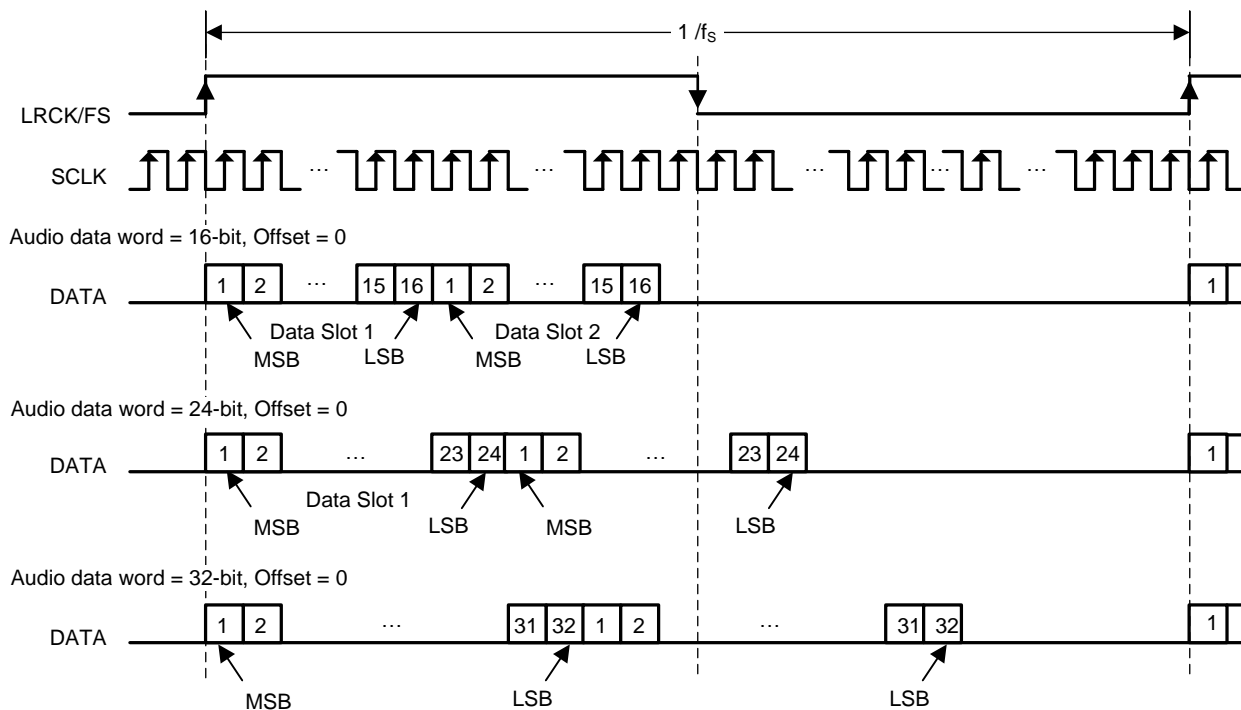 1 /fS
LRCK/FS
SCLK ... ... ... ... ...
Audio data word = 16-bit, Offset = 0
DATA 1 2 ... 15 16 1 2 ... 15 16 1
Data Slot 1 Data Slot 2
MSB LSB MSB LSB
Audio data word = 24-bit, Offset = 0
DATA 1 2 ... 23 24 1 2 ... 23 24 1
Data Slot 1
MSB LSB MSB LSB
Audio data word = 32-bit, Offset = 0
DATA 1 2 ... 31 32 1 2 ... 31 32 1
MSB LSB LSB